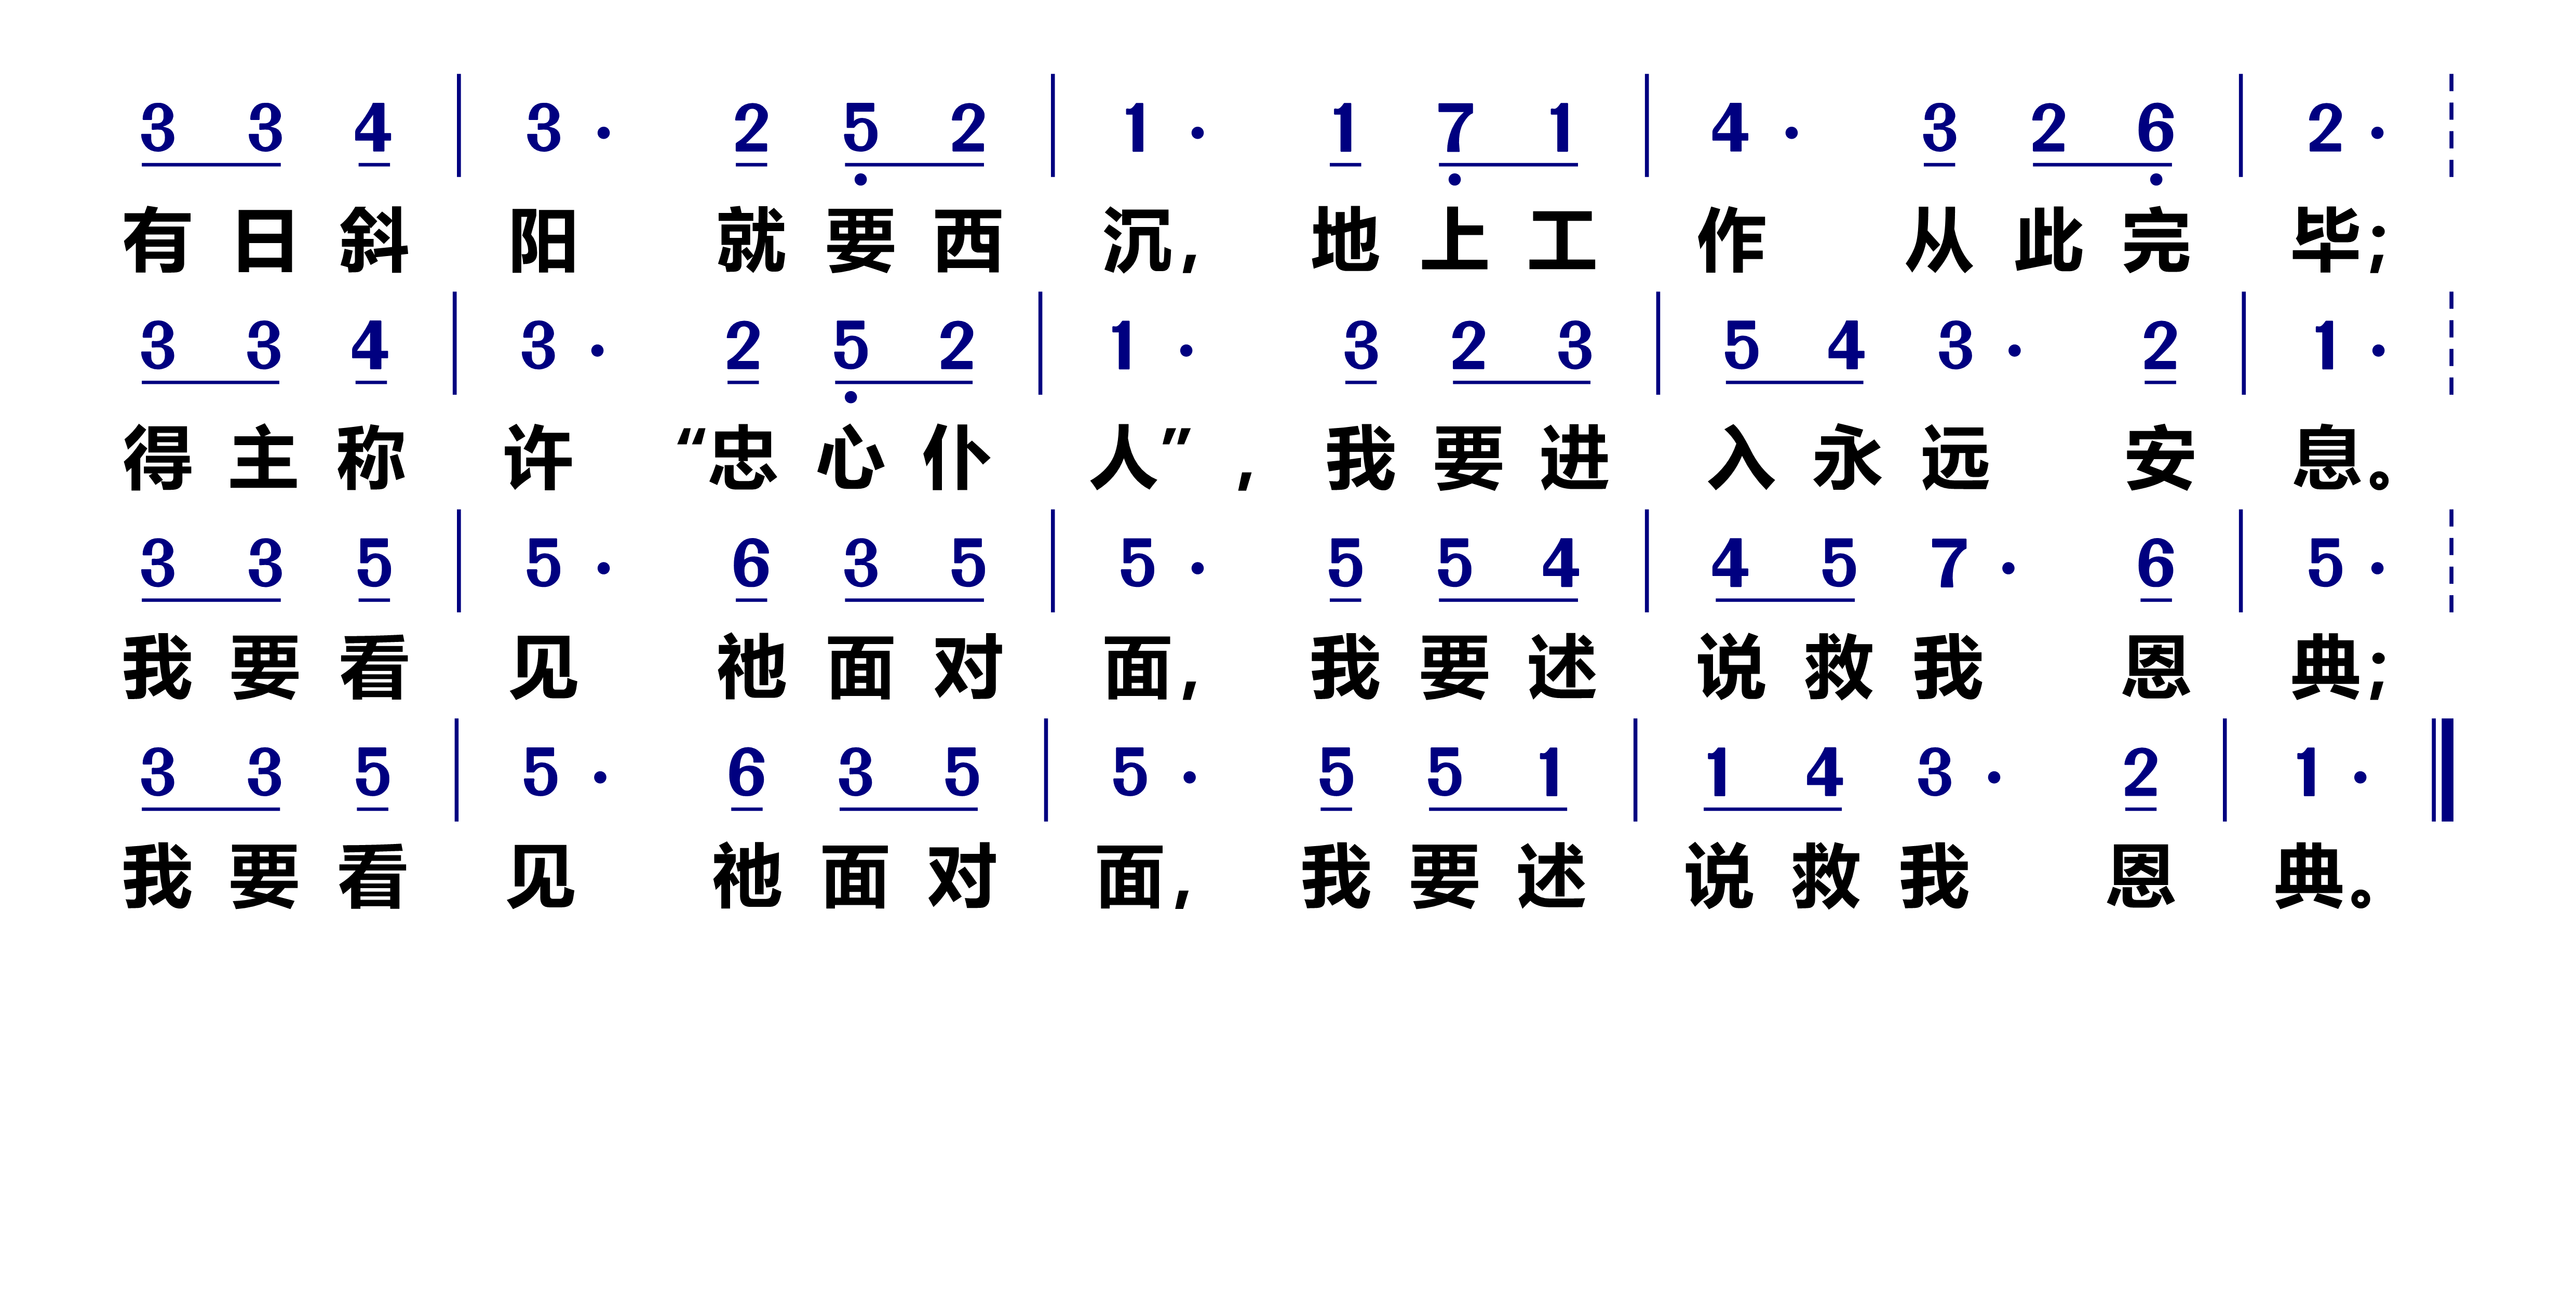 3 3 4 | 3 · 2 5 2 | 1 · 1 7 1 | 4 · 3 2 6 | 2 ·
有日斜阳 就要西沉，地上工作 从此完毕；
3 3 4 | 3 · 2 5 2 | 1 · 3 2 3 | 5 4 3 · 2 | 1 ·
得主称许 “忠心仆人”，我要进入永远 安息。
3 3 5 | 5 · 6 3 5 | 5 · 5 5 4 | 4 5 7 · 6 | 5 ·
我要看见 祂面对面，我要述说救我 恩典；
3 3 5 | 5 · 6 3 5 | 5 · 5 5 1 | 1 4 3 · 2 | 1 ·
我要看见 祂面对面，我要述说救我 恩典。